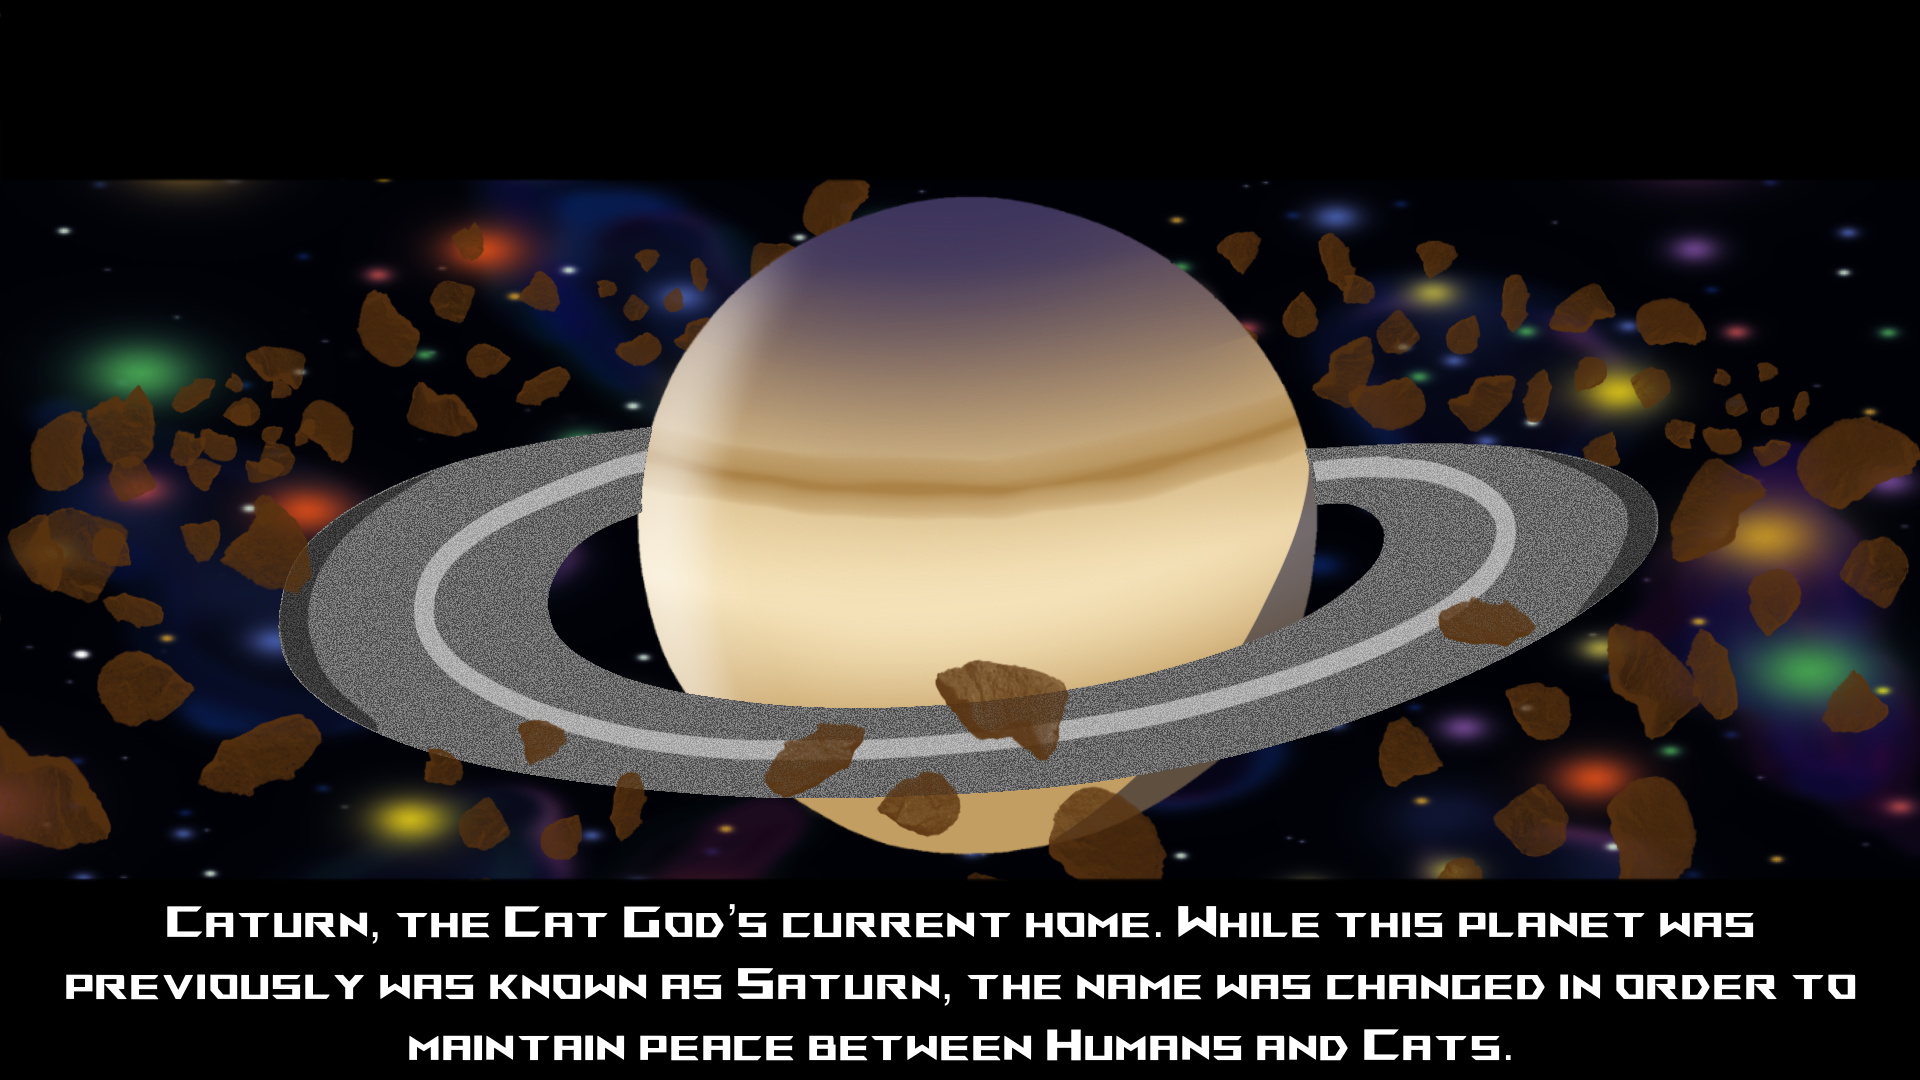 Caturn, the Cat God's current home. While this planet was
previously was known as Saturn, the name was changed in order to
maintain peace between Humans and Cats.